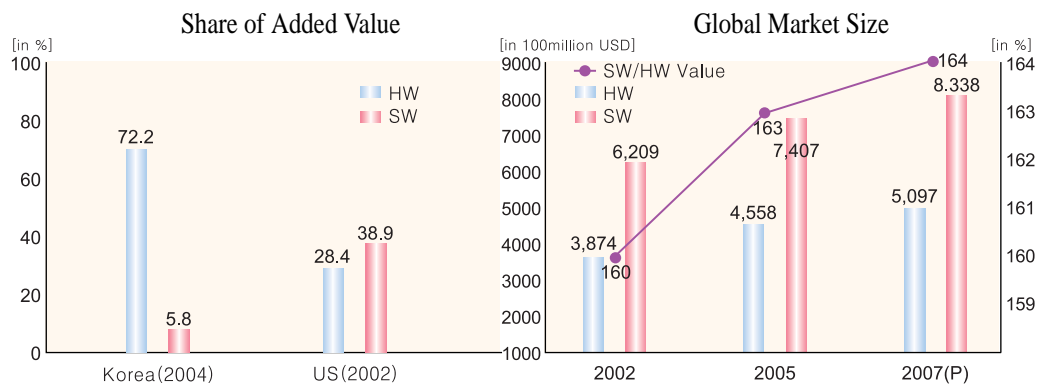 Share of Added Value
[in %]
100
80
60
40
20
0
HW
SW
72.2
5.8
28.4
38.9
Korea(2004)
US(2002)
Global Market Size
[in 100million USD]
[in %]
9000
8000
7000
6000
5000
4000
3000
2000
1000
SW/HW Value
HW
SW
3,874
6,209
160
4,558
163
7,407
5,097
8.338
164
164
163
162
161
160
159
2002
2005
2007(P)